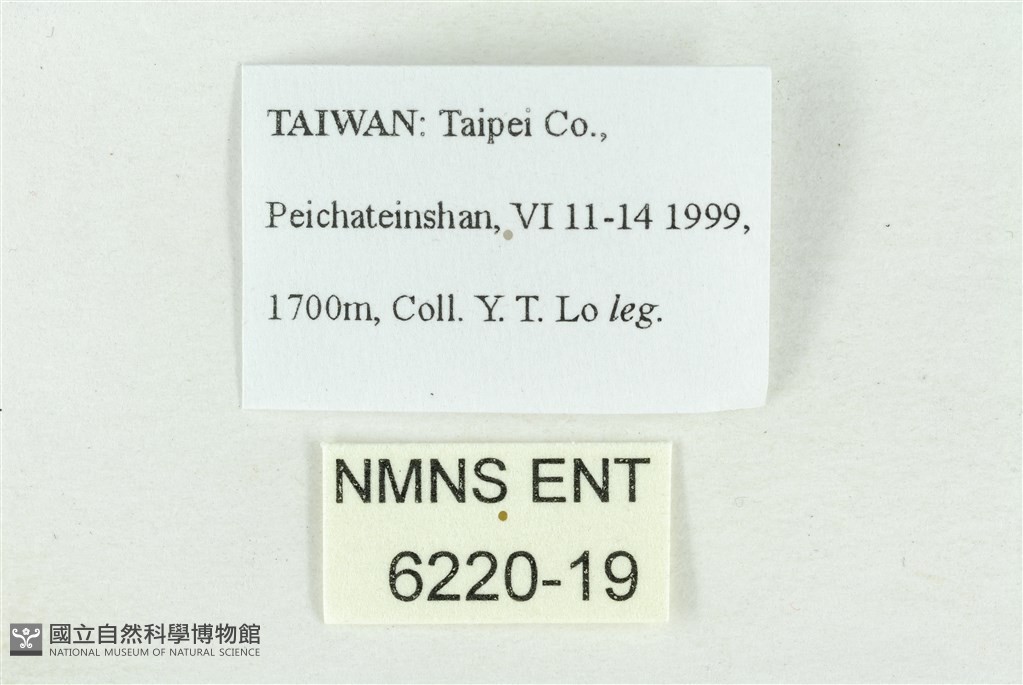 TAIWAN: Taipei Co.,
Peichateinshan, VI 11-14 1999,
1700m, Coll. Y. T. Lo leg.
NMNS ENT
6220-19
國立自然科學博物館
NATIONAL MUSEUM OF NATURAL SCIENCE